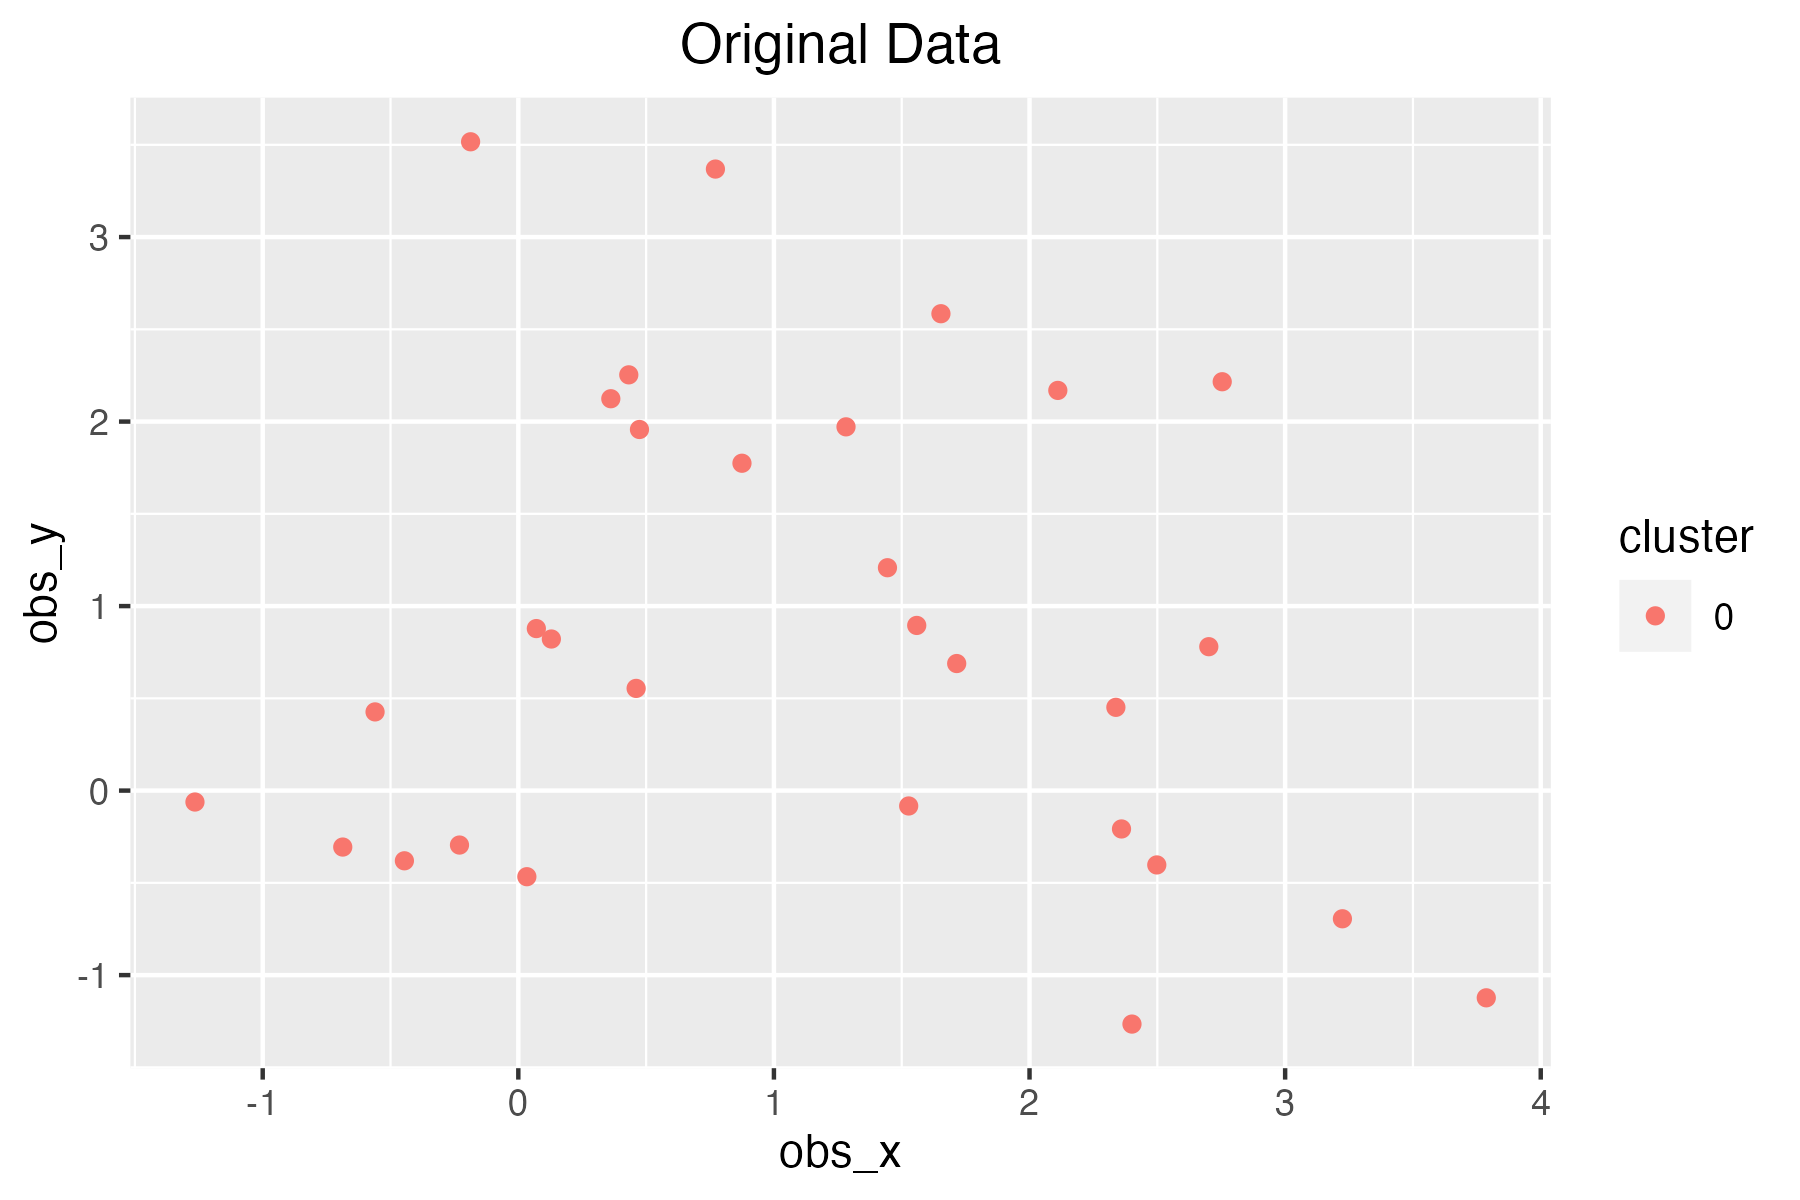 Original Data
obs_y
3
2
1
0
-1
-1 0 1 2 3 4
obs_x
cluster
0